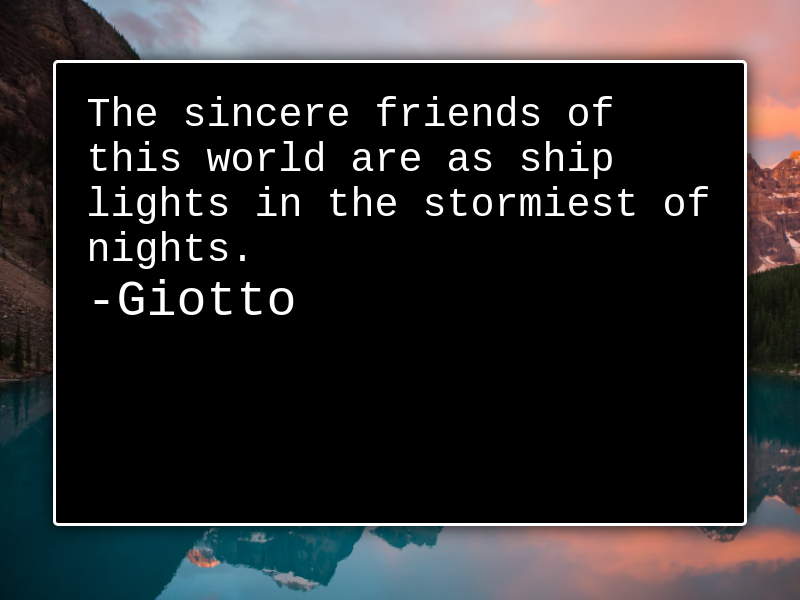 The sincere friends of
this world are as ship
lights in the stormiest of
nights.
-Giotto